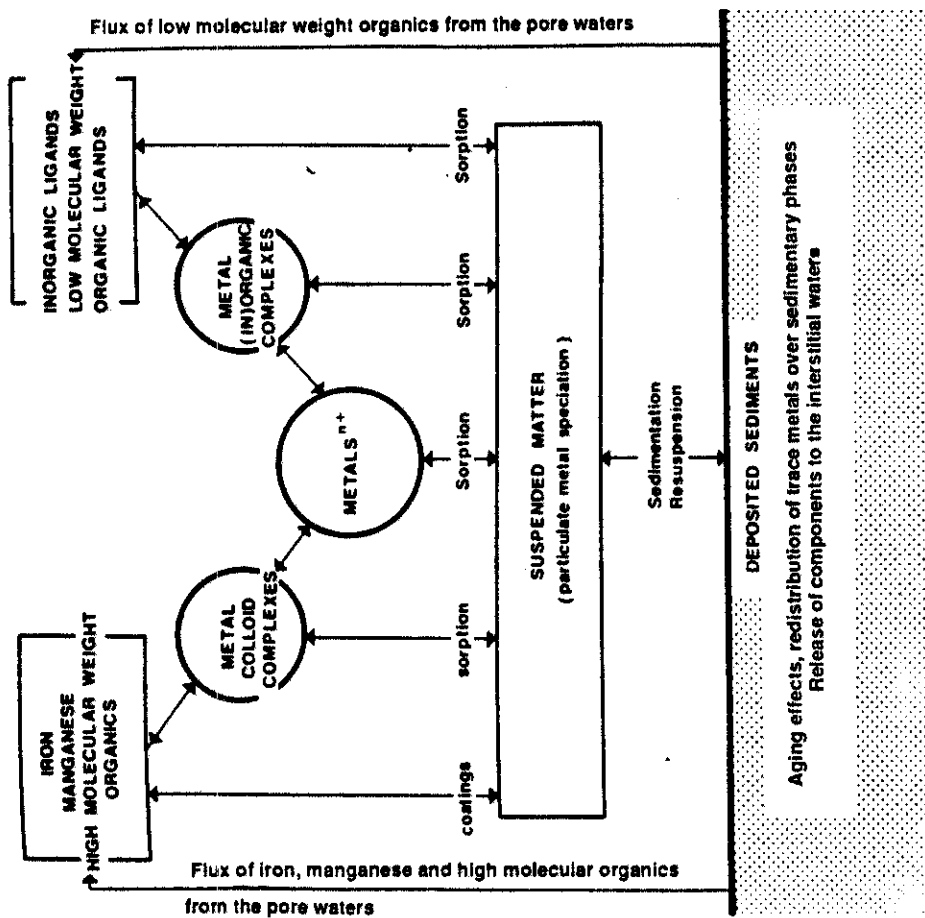 Flux of low molecular weight organics from the pore waters
INORGANIC LIGANDS
LOW MOLECULAR WEIGHT
ORGANIC LIGANDS
IRON
MANGANESE
HIGH MOLECULAR WEIGHT
ORGANICS
METAL
(IN)ORGANIC
COMPLEXES
METALSⁿ⁺
METAL
COLLOID
COMPLEXES
Sorption
Sorption
Sorption
sorption
coatings
SUSPENDED MATTER
(particulate metal speciation)
Sedimentation
Resuspension
DEPOSITED SEDIMENTS
Aging effects, redistribution of trace metals over sedimentary phases
Release of components to the interstitial waters
Flux of iron, manganese and high molecular organics
from the pore waters